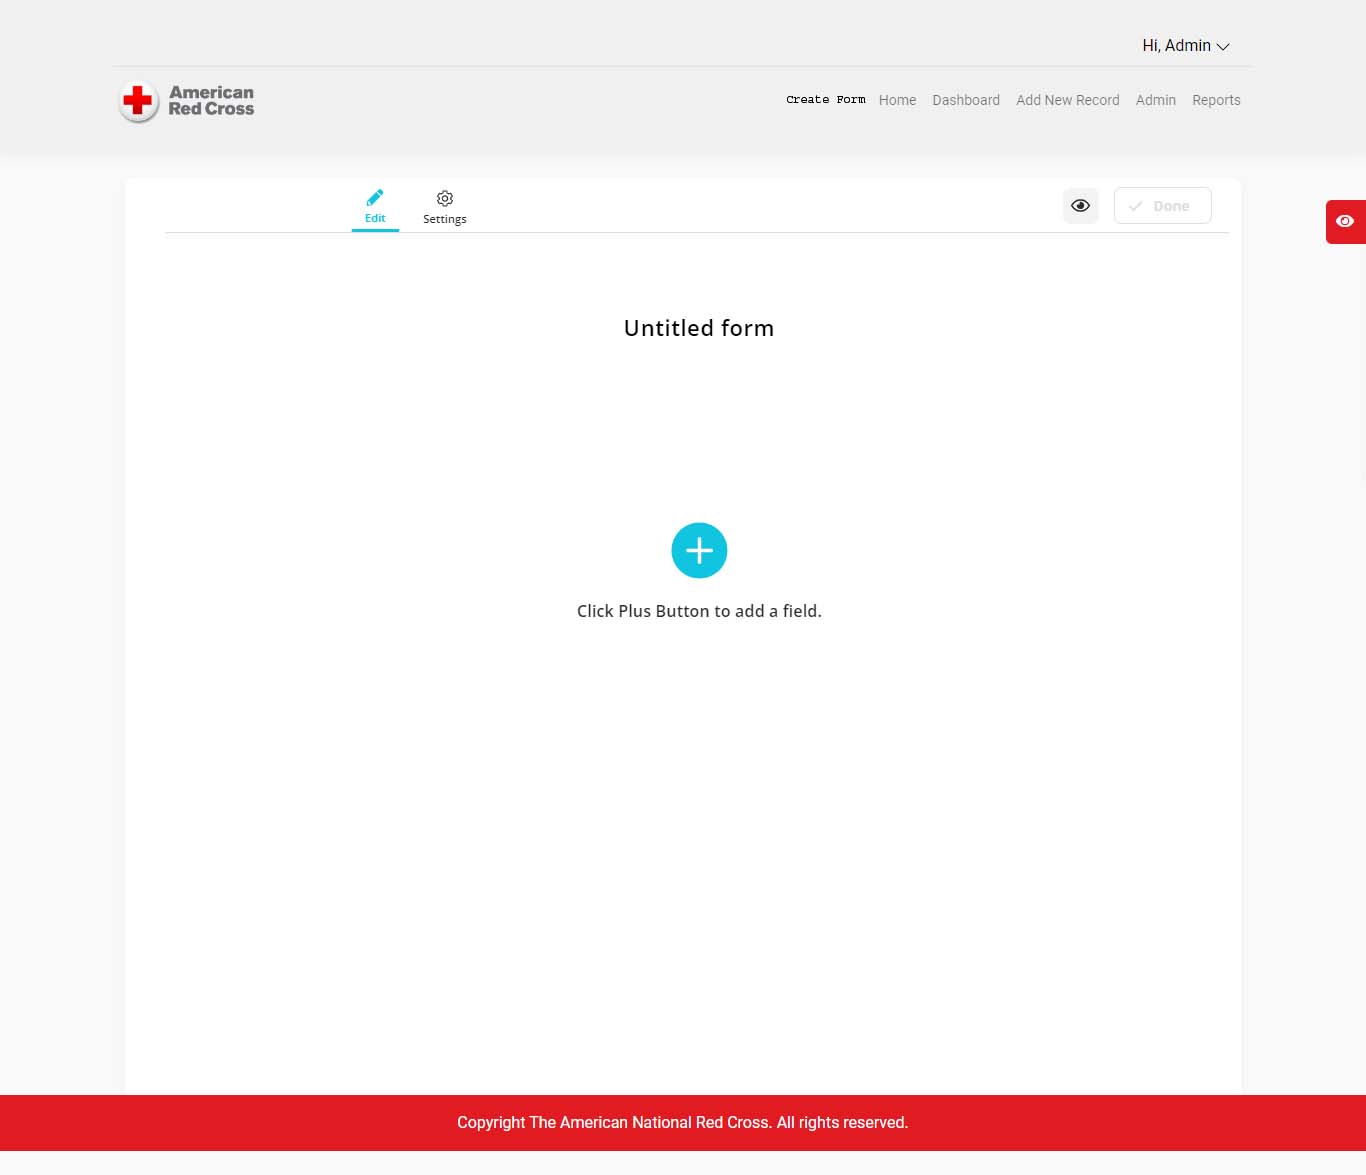 Hi, Admin
American
Red Cross
Create Form Home Dashboard Add New Record Admin Reports
Edit
Settings
Done
Untitled form
Click Plus Button to add a field.
Copyright The American National Red Cross. All rights reserved.